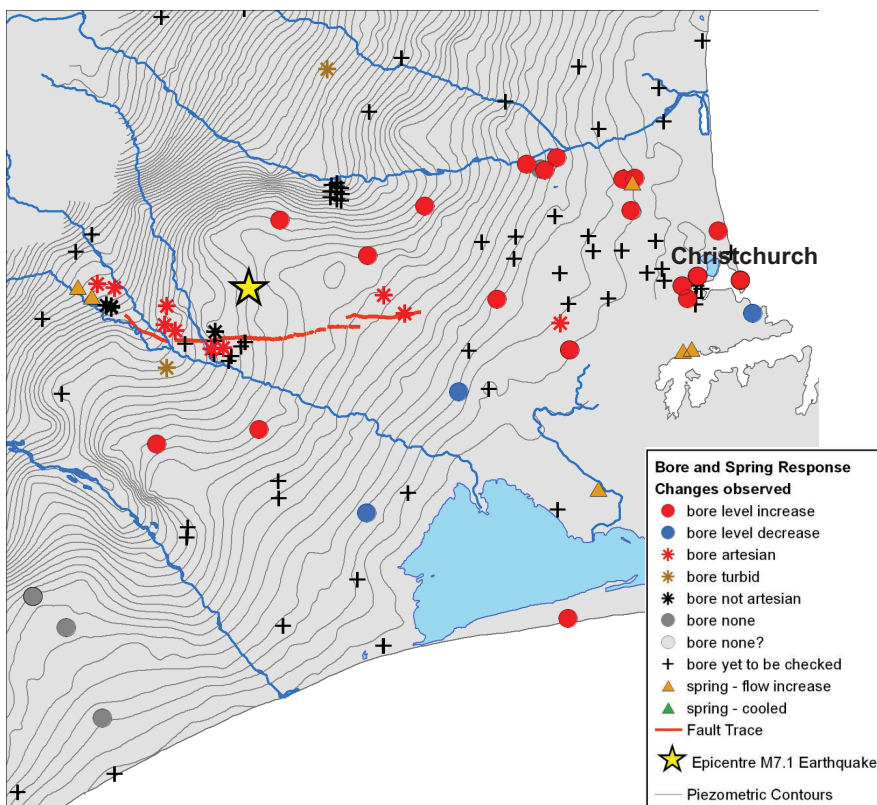 Christchurch
Bore and Spring Response
Changes observed
bore level increase
bore level decrease
bore artesian
bore turbid
bore not artesian
bore none
bore none?
bore yet to be checked
spring - flow increase
spring - cooled
Fault Trace
Epicentre M7.1 Earthquake
Piezometric Contours